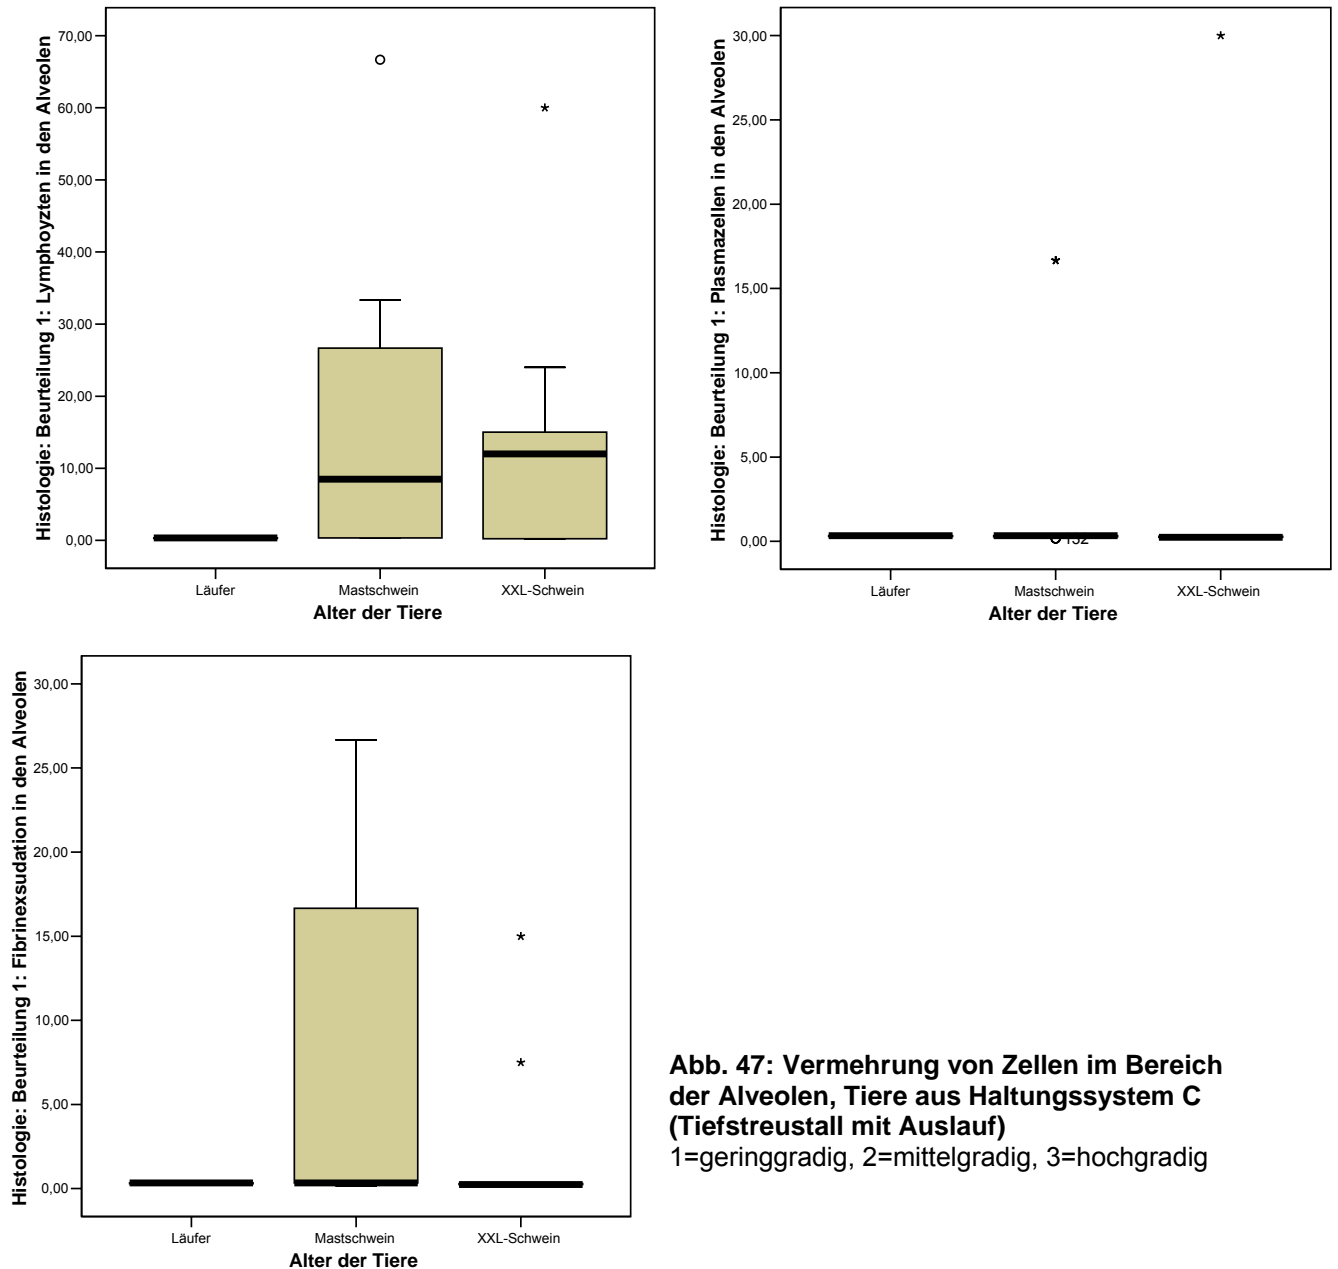 Histologie: Beurteilung 1: Lymphoyzten in den Alveolen
70,00
60,00
50,00
40,00
30,00
20,00
10,00
0,00
Läufer
Mastschwein
XXL-Schwein
Alter der Tiere
Histologie: Beurteilung 1: Plasmazellen in den Alveolen
30,00
25,00
20,00
15,00
10,00
5,00
0,00
152
Läufer
Mastschwein
XXL-Schwein
Alter der Tiere
Histologie: Beurteilung 1: Fibrinexsudation in den Alveolen
30,00
25,00
20,00
15,00
10,00
5,00
0,00
Läufer
Mastschwein
XXL-Schwein
Alter der Tiere
Abb. 47: Vermehrung von Zellen im Bereich
der Alveolen, Tiere aus Haltungssystem C
(Tiefstreustall mit Auslauf)
1=geringgradig, 2=mittelgradig, 3=hochgradig